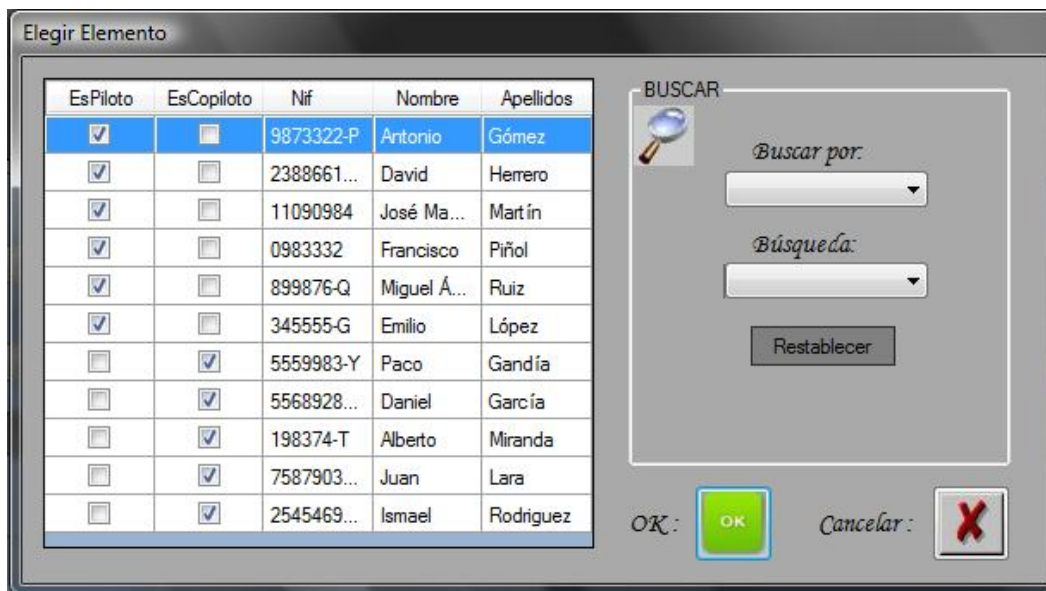 Elegir Elemento
EsPiloto EsCopiloto Nif Nombre Apellidos
9873322-P Antonio Gómez
2388661... David Herrero
11090984 José Ma... Martín
0983332 Francisco Piñol
899876-Q Miguel Á... Ruiz
345555-G Emilio López
5559983-Y Paco Gandía
5568928... Daniel García
198374-T Alberto Miranda
7587903... Juan Lara
2545469... Ismael Rodriguez
BUSCAR
Buscar por:
Búsqueda:
Restablecer
OK :
OK
Cancelar :